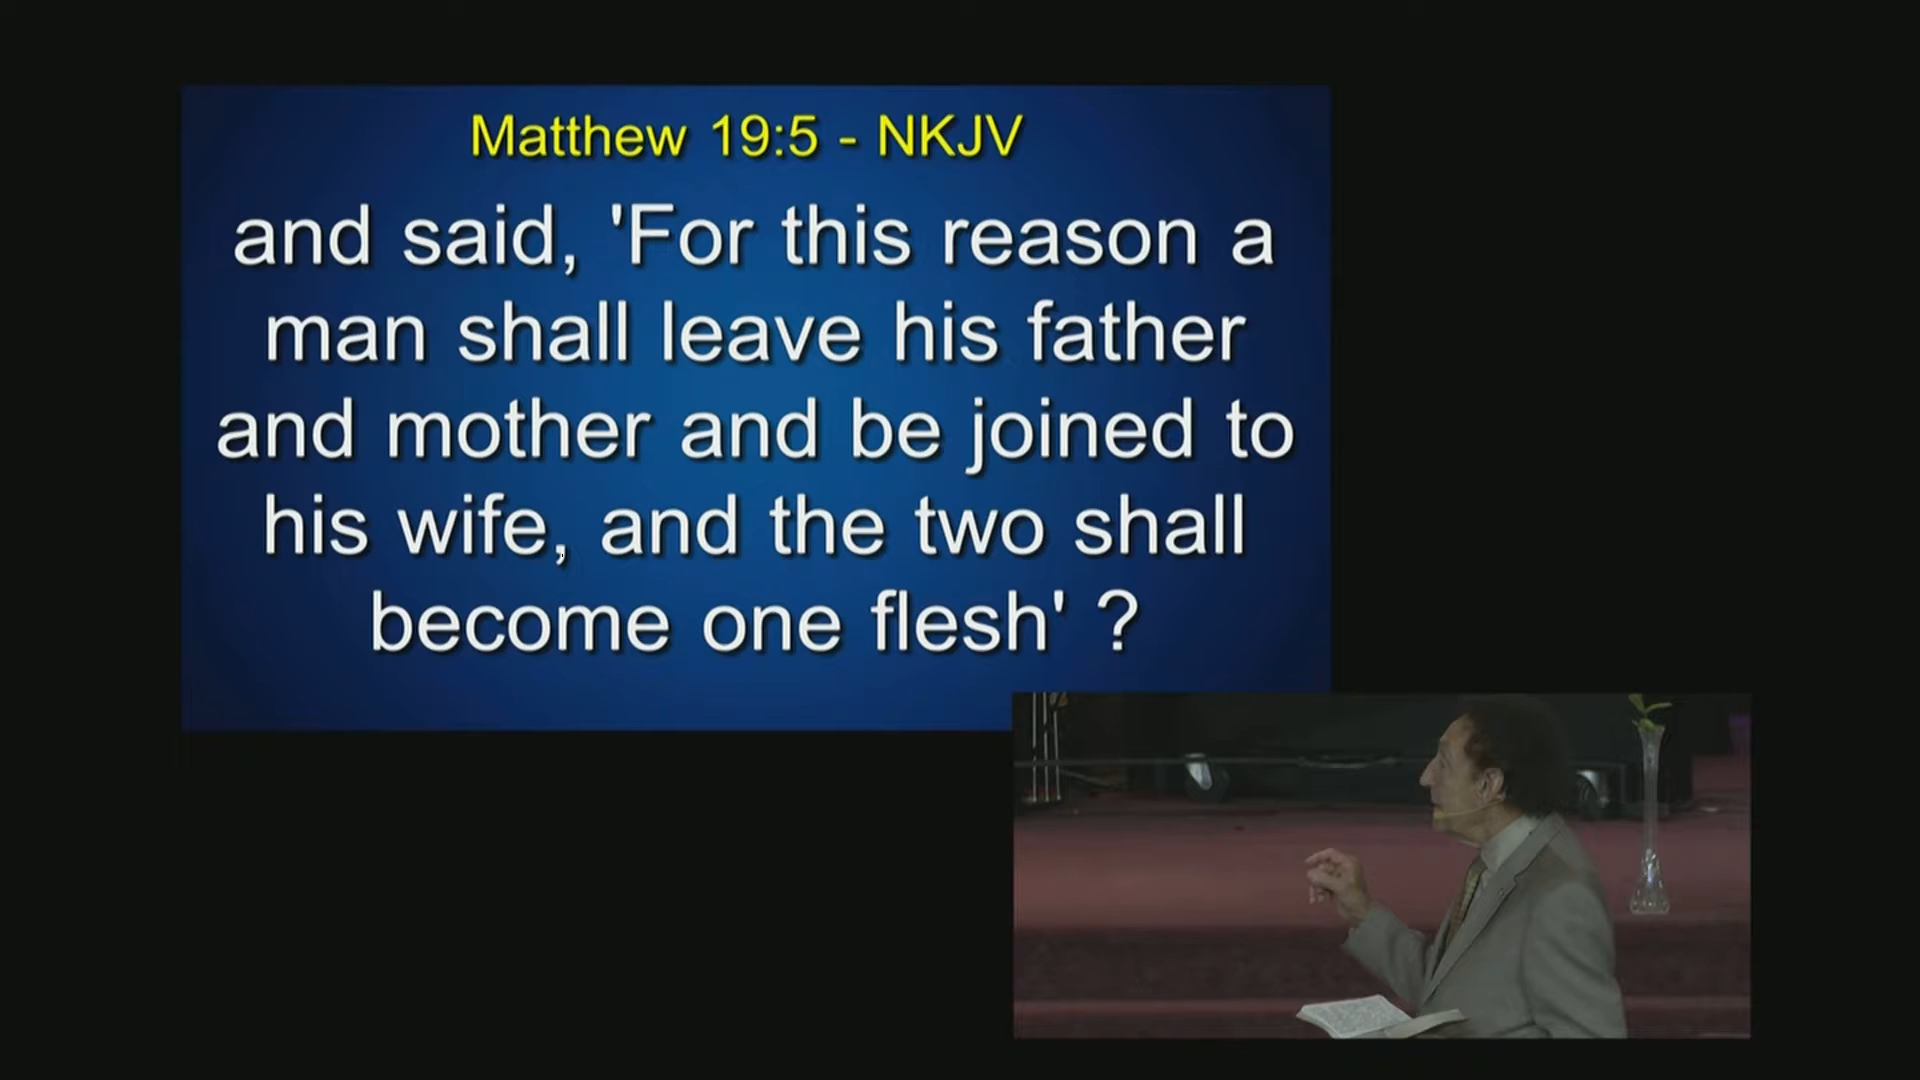 Matthew 19:5 - NKJV
and said, 'For this reason a
man shall leave his father
and mother and be joined to
his wife, and the two shall
become one flesh' ?